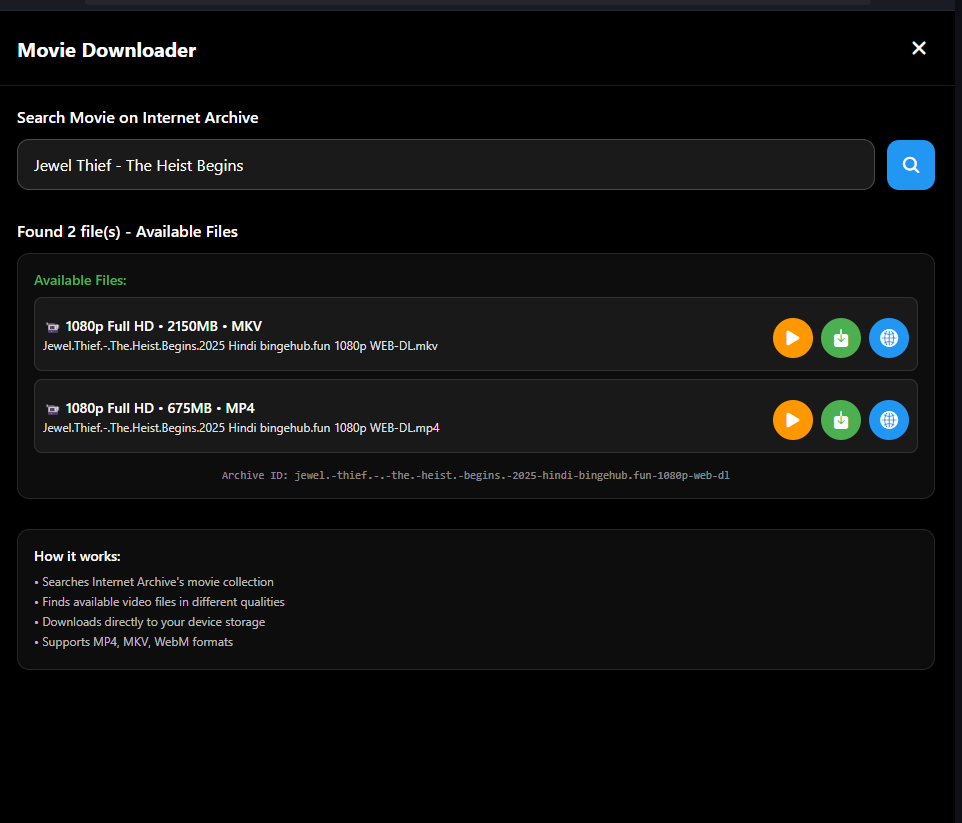 Movie Downloader
Search Movie on Internet Archive
Jewel Thief - The Heist Begins
Found 2 file(s) - Available Files
Available Files:
1080p Full HD • 2150MB • MKV
Jewel.Thief.-.The.Heist.Begins.2025 Hindi bingehub.fun 1080p WEB-DL.mkv
1080p Full HD • 675MB • MP4
Jewel.Thief.-.The.Heist.Begins.2025 Hindi bingehub.fun 1080p WEB-DL.mp4
Archive ID: jewel.-thief.-.-the.-heist.-begins.-2025-hindi-bingehub.fun-1080p-web-dl
How it works:
• Searches Internet Archive's movie collection
• Finds available video files in different qualities
• Downloads directly to your device storage
• Supports MP4, MKV, WebM formats